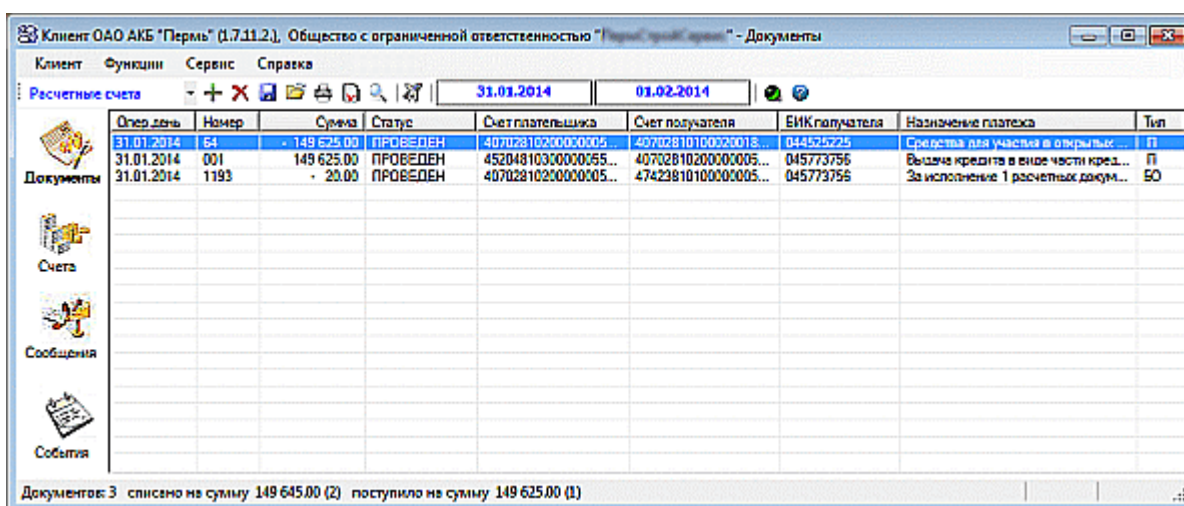 Клиент ОАО АКБ "Пермь" (1.7.11.2.), Общество с ограниченной ответственностью " " - Документы
Клиент Функции Сервис Справка
Расчетные счета 31.01.2014 01.02.2014
Опер.день Номер Сумма Статус Счет плательщика Счет получателя БИК получателя Назначение платежа Тип
31.01.2014 64 - 149 625.00 ПРОВЕДЕН 40702810200000005... 40702810100020018... 044525225 Средства для участия в открытых ... П
31.01.2014 001 149 625.00 ПРОВЕДЕН 45204810300000055... 40702810200000005... 045773756 Выдача кредита в виде части кред... П
31.01.2014 1193 - 20.00 ПРОВЕДЕН 40702810200000005... 47423810100000005... 045773756 За исполнение 1 расчетных докум... БО
Документы
Счета
Сообщения
События
Документов: 3 списано на сумму 149 645.00 (2) поступило на сумму 149 625.00 (1)